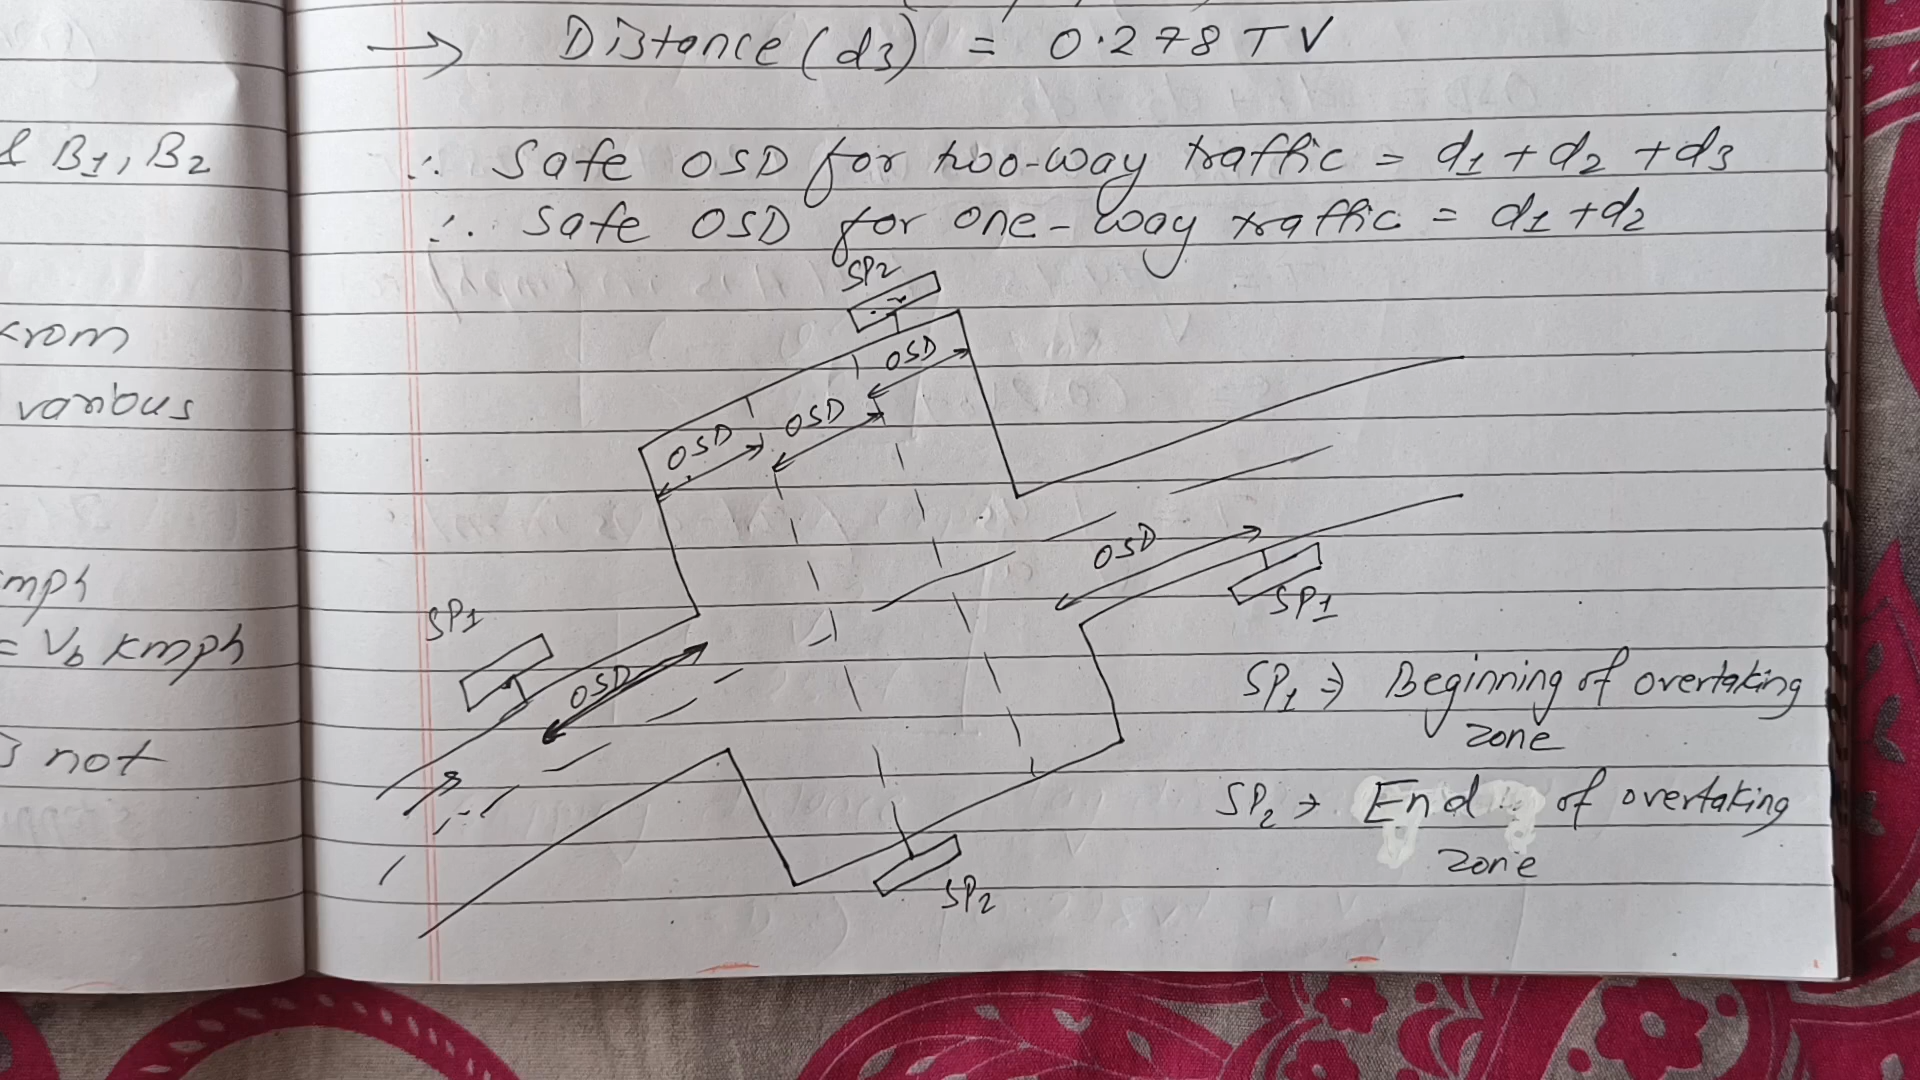 → Distance (d3) = 0.278 TV
∴ Safe OSD for two-way traffic = d1 + d2 + d3
∴ Safe OSD for one-way traffic = d1 + d2
SP2
OSD
OSD
OSD
OSD
SP1
SP1
OSD
SP2
SP1 ⇒ Beginning of overtaking
zone
SP2 → End of overtaking
zone
& B1, B2
various
= Vb kmph
not